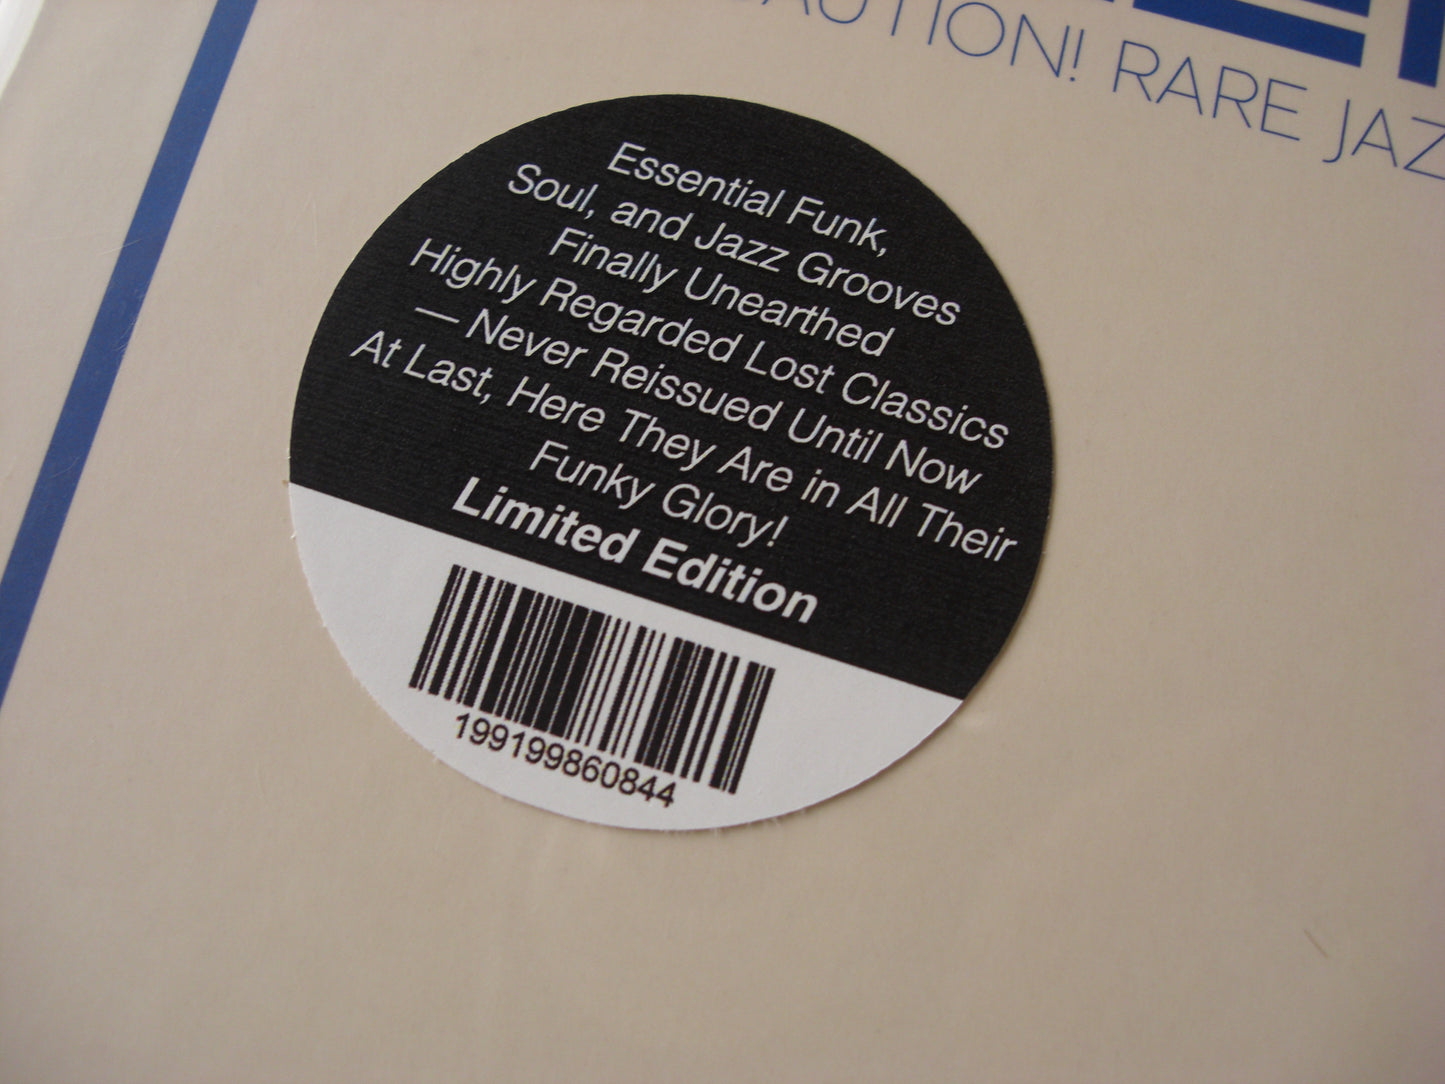 CAUTION! RARE JAZ
Essential Funk,
Soul, and Jazz Grooves
Finally Unearthed
Highly Regarded Lost Classics
— Never Reissued Until Now
At Last, Here They Are in All Their
Funky Glory!
Limited Edition
199199860844